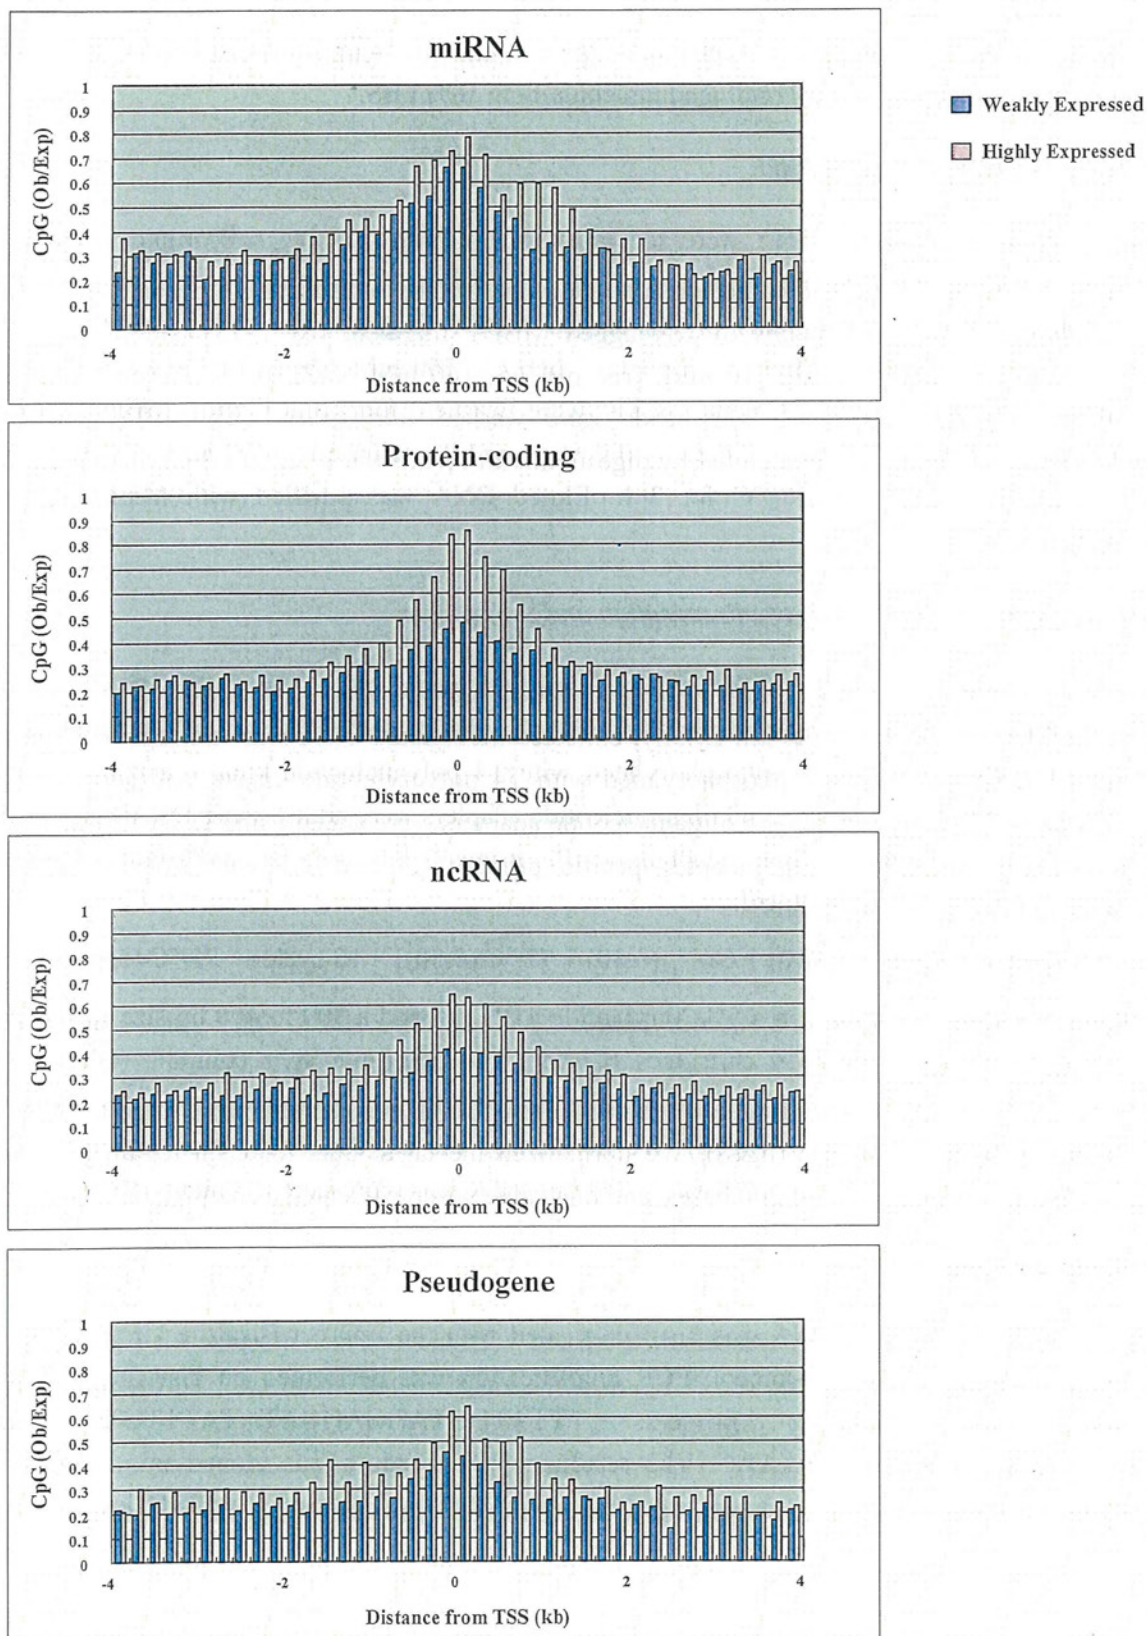 miRNA
Weakly Expressed
Highly Expressed
CpG (Ob/Exp)
1
0.9
0.8
0.7
0.6
0.5
0.4
0.3
0.2
0.1
0
-4 -2 0 2 4
Distance from TSS (kb)
Protein-coding
CpG (Ob/Exp)
1
0.9
0.8
0.7
0.6
0.5
0.4
0.3
0.2
0.1
0
-4 -2 0 2 4
Distance from TSS (kb)
ncRNA
CpG (Ob/Exp)
1
0.9
0.8
0.7
0.6
0.5
0.4
0.3
0.2
0.1
0
-4 -2 0 2 4
Distance from TSS (kb)
Pseudogene
CpG (Ob/Exp)
1
0.9
0.8
0.7
0.6
0.5
0.4
0.3
0.2
0.1
0
-4 -2 0 2 4
Distance from TSS (kb)